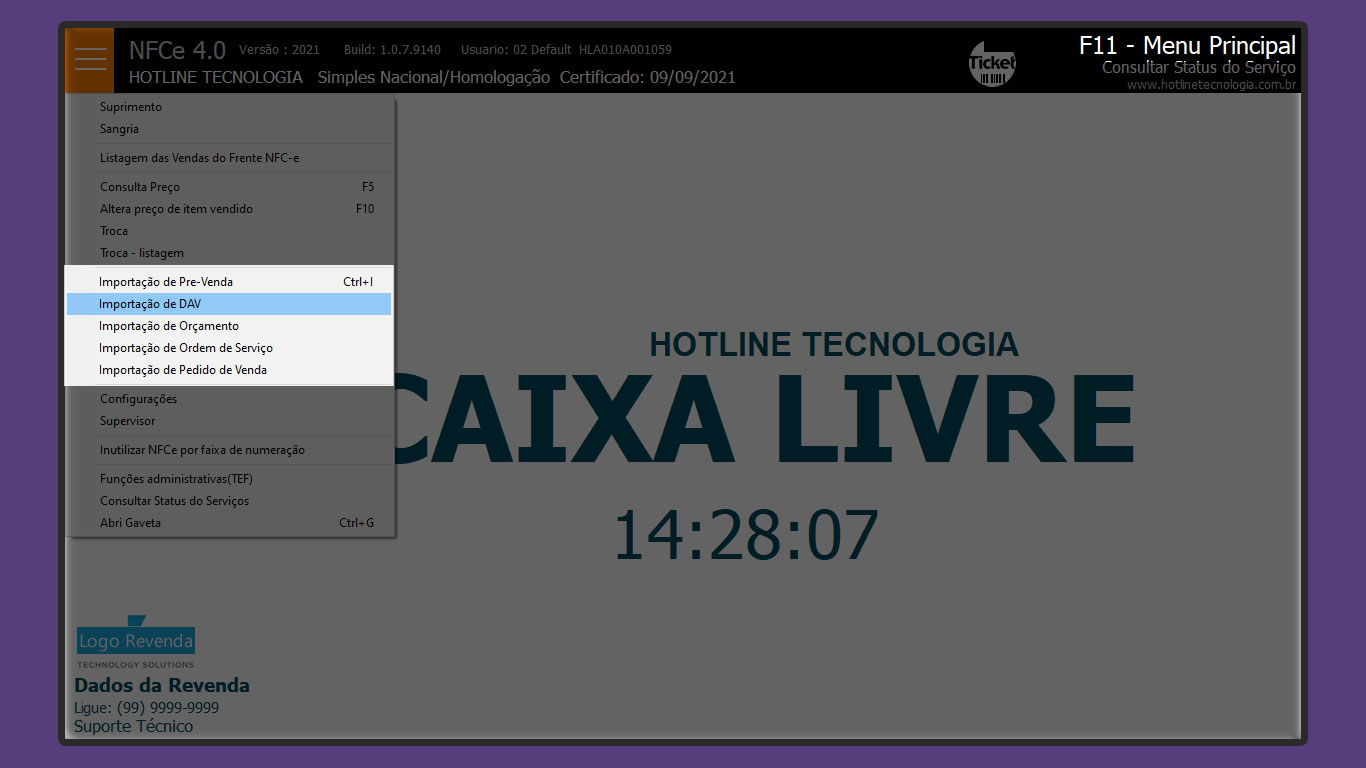 NFCe 4.0 Versão : 2021 Build: 1.0.7.9140 Usuario: 02 Default HLA010A001059
HOTLINE TECNOLOGIA Simples Nacional/Homologação Certificado: 09/09/2021
Ticket
F11 - Menu Principal
Consultar Status do Serviço
www.hotlinetecnologia.com.br
Suprimento
Sangria
Listagem das Vendas do Frente NFC-e
Consulta Preço F5
Altera preço de item vendido F10
Troca
Troca - listagem
Importação de Pre-Venda Ctrl+I
Importação de DAV
Importação de Orçamento
Importação de Ordem de Serviço
Importação de Pedido de Venda
Configurações
Supervisor
Inutilizar NFCe por faixa de numeração
Funções administrativas(TEF)
Consultar Status do Serviços
Abri Gaveta Ctrl+G
HOTLINE TECNOLOGIA
CAIXA LIVRE
14:28:07
Logo Revenda
TECHNOLOGY SOLUTIONS
Dados da Revenda
Ligue: (99) 9999-9999
Suporte Técnico